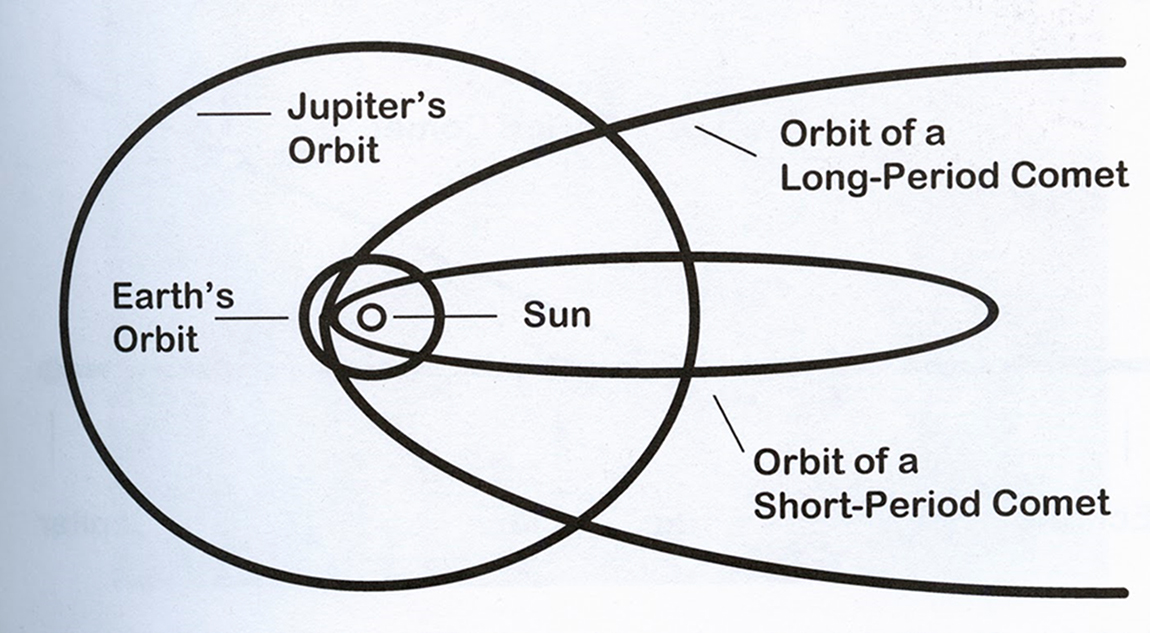 Jupiter's
Orbit
Orbit of a
Long-Period Comet
Earth's
Orbit
Sun
Orbit of a
Short-Period Comet